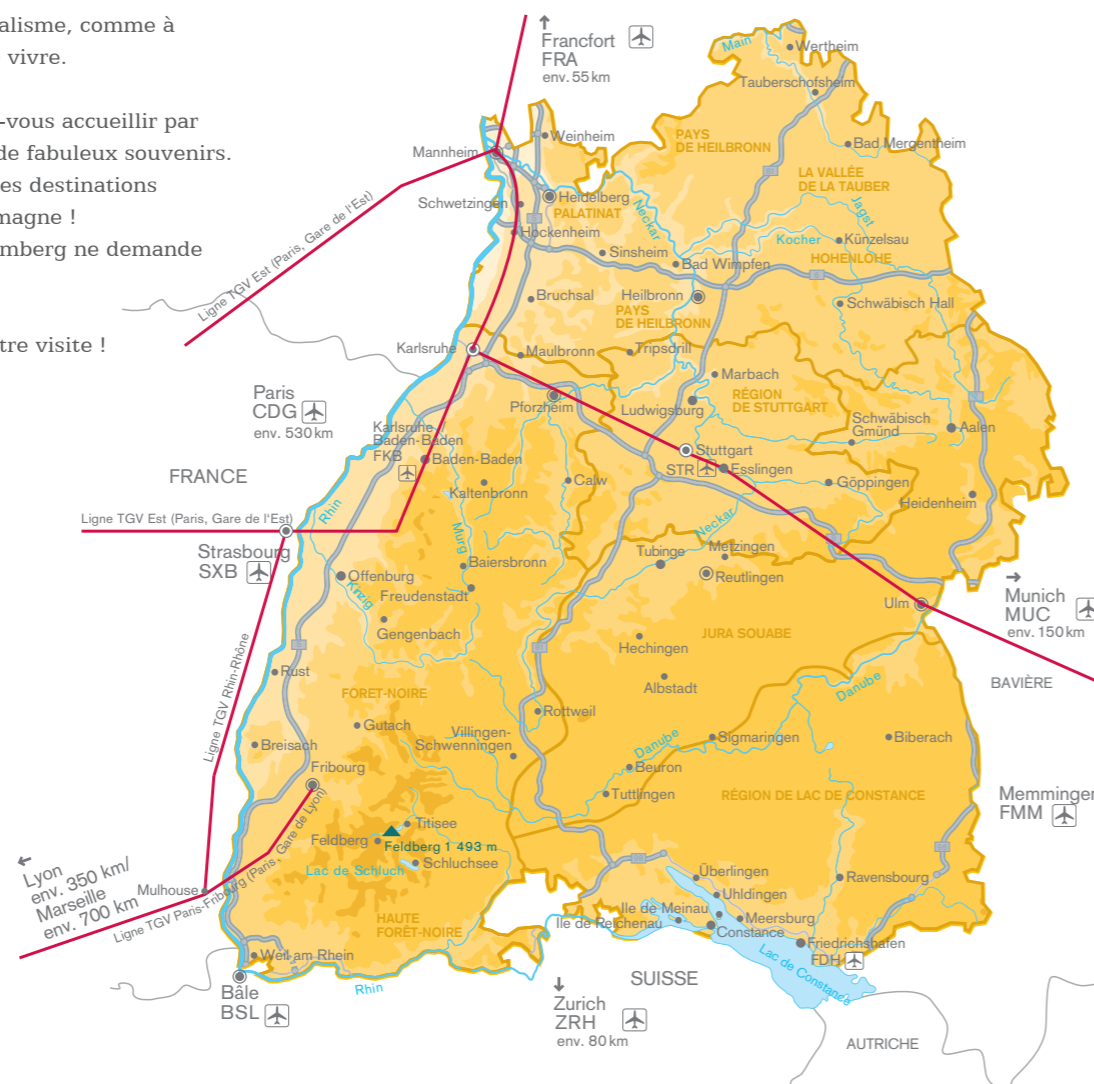 alisme, comme à
vivre.
-vous accueillir par
de fabuleux souvenirs.
es destinations
magne !
mberg ne demande
tre visite !
Francfort
FRA
env. 55 km
Main
Wertheim
Tauberschofsheim
Weinheim
PAYS
DE HEILBRONN
Bad Mergentheim
Mannheim
LA VALLÉE
DE LA TAUBER
Ligne TGV Est (Paris, Gare de l'Est)
Schwetzingen
Heidelberg
PALATINAT
Neckar
Jagst
Hockenheim
Kocher
Künzelsau
HOHENLOHE
Sinsheim
Bad Wimpfen
Bruchsal
Heilbronn
PAYS
DE HEILBRONN
Schwäbisch Hall
Karlsruhe
Maulbronn
Tripsdrill
Marbach
RÉGION
DE STUTTGART
Paris
CDG
env. 530 km
Pforzheim
Ludwigsburg
Schwäbisch
Gmünd
Aalen
Karlsruhe /
Baden-Baden
FKB
Baden-Baden
Stuttgart
STR
Esslingen
FRANCE
Kaltenbronn
Calw
Göppingen
Heidenheim
Ligne TGV Est (Paris, Gare de l'Est)
Rhin
Murg
Neckar
Strasbourg
SXB
Tubinge
Metzingen
Baiersbronn
Reutlingen
Offenburg
Kinzig
Freudenstadt
Ulm
Munich
MUC
env. 150 km
Gengenbach
JURA SOUABE
Hechingen
Ligne TGV Rhin-Rhône
Rust
Albstadt
BAVIÈRE
FORET-NOIRE
Danube
Rottweil
Gutach
Villingen-
Schwenningen
Sigmaringen
Biberach
Breisach
Danube
Fribourg
Beuron
Tuttlingen
RÉGION DE LAC DE CONSTANCE
Memmingen
FMM
Titisee
Feldberg
Feldberg 1 493 m
Lac de Schluch
Schluchsee
Lyon
env. 350 km/
Marseille
env. 700 km
Mulhouse
Ligne TGV Paris-Fribourg (Paris, Gare de Lyon)
Überlingen
Ravensbourg
Uhldingen
Ile de Meinau
Meersburg
HAUTE
FORÊT-NOIRE
Ile de Reichenau
Constance
Friedrichshafen
FDH
Weil am Rhein
Lac de Constance
Rhin
SUISSE
Bâle
BSL
Zurich
ZRH
env. 80 km
AUTRICHE